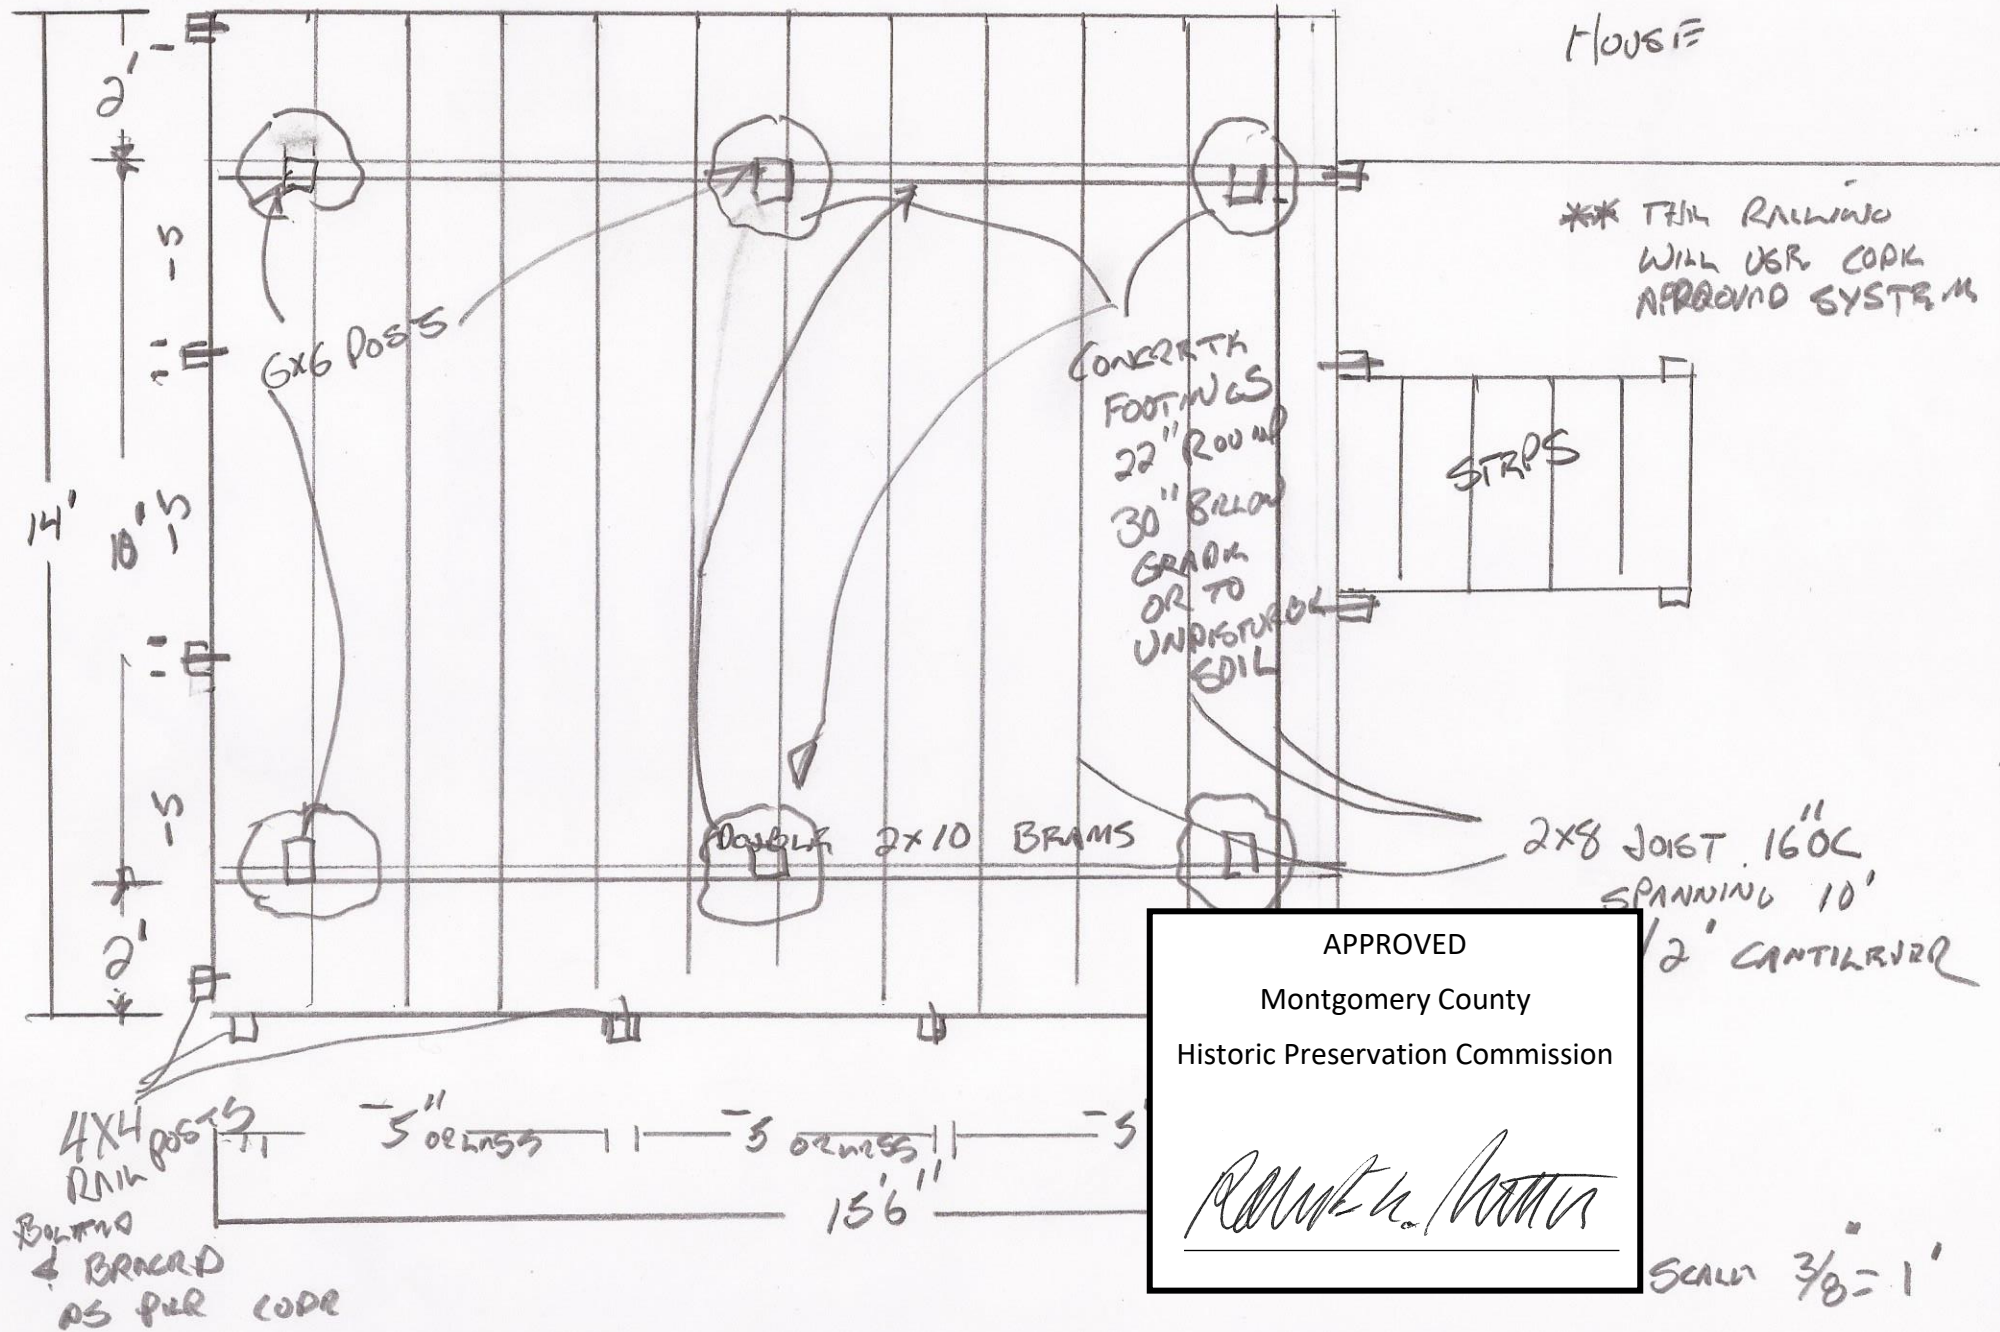 HOUSE
2'
** THE RAILING
WILL USE CODE
APPROVED SYSTEM
-5
6x6 POSTS
CONCRETE
FOOTINGS
22" ROUND
30" BELOW
GRADE
OR TO
UNDISTURBED
SOIL
STEPS
14'
10'
-5
-5
DOUBLE 2x10 BEAMS
2x8 JOIST 16" OC
SPANNING 10'
/2' CANTILEVER
2'
APPROVED
Montgomery County
Historic Preservation Commission
4X4 POSTS
RAIL
BOLTED
& BRACED
AS PER CODE
-5" OR LESS
-5 OR LESS
-5'
15'6"
SCALE 3/8" = 1'